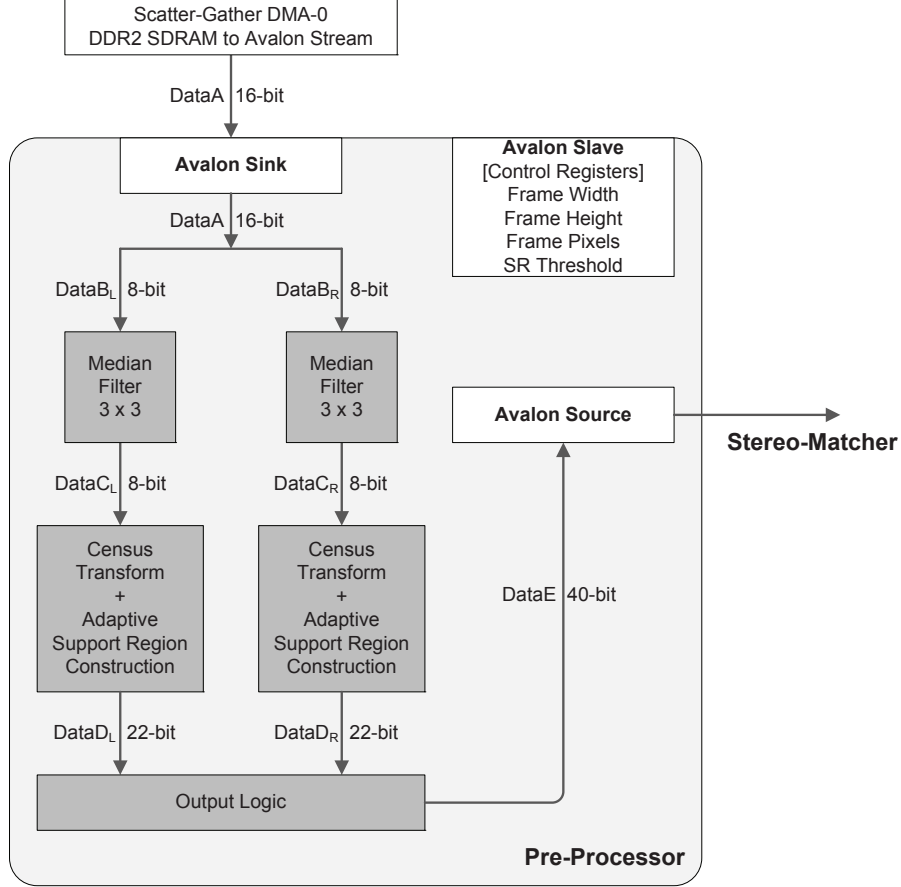 Scatter-Gather DMA-0
DDR2 SDRAM to Avalon Stream
DataA 16-bit
Avalon Sink
DataA 16-bit
Avalon Slave
[Control Registers]
Frame Width
Frame Height
Frame Pixels
SR Threshold
DataBL 8-bit
DataBR 8-bit
Median
Filter
3 x 3
Median
Filter
3 x 3
Avalon Source
Stereo-Matcher
DataCL 8-bit
DataCR 8-bit
Census
Transform
+
Adaptive
Support Region
Construction
Census
Transform
+
Adaptive
Support Region
Construction
DataE 40-bit
DataDL 22-bit
DataDR 22-bit
Output Logic
Pre-Processor